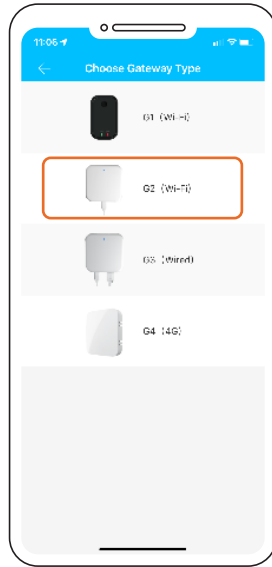 11:06
Choose Gateway Type
G1 (Wi-Fi)
G2 (Wi-Fi)
G3 (Wired)
G4 (4G)